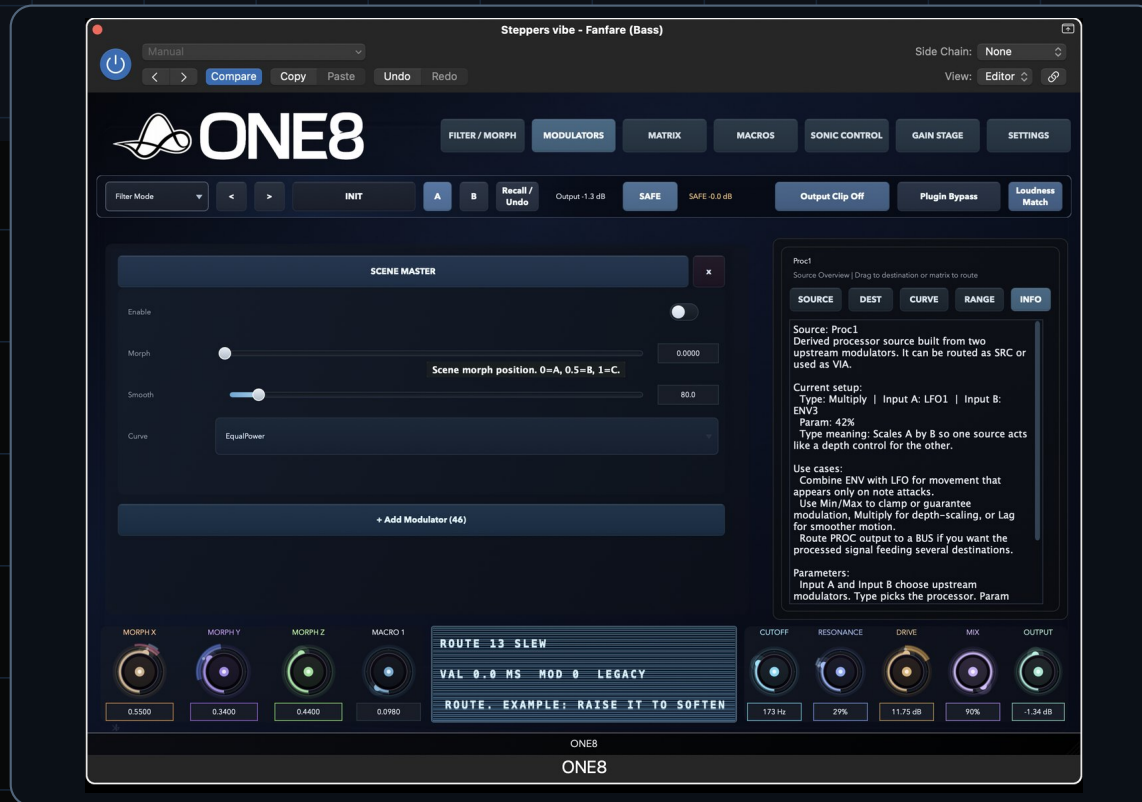 Steppers vibe - Fanfare (Bass)
Manual
Side Chain: None
< > Compare Copy Paste Undo Redo
View: Editor
ONE8
FILTER / MORPH MODULATORS MATRIX MACROS SONIC CONTROL GAIN STAGE SETTINGS
Filter Mode < > INIT A B Recall / Undo Output -1.3 dB SAFE SAFE -0.0 dB Output Clip Off Plugin Bypass Loudness Match
SCENE MASTER x
Enable
Morph 0.0000
Scene morph position. 0=A, 0.5=B, 1=C.
Smooth 80.0
Curve EqualPower
+ Add Modulator (46)
Proc1
Source Overview | Drag to destination or matrix to route
SOURCE DEST CURVE RANGE INFO
Source: Proc1
Derived processor source built from two
upstream modulators. It can be routed as SRC or
used as VIA.
Current setup:
Type: Multiply | Input A: LFO1 | Input B:
ENV3
Param: 42%
Type meaning: Scales A by B so one source acts
like a depth control for the other.
Use cases:
Combine ENV with LFO for movement that
appears only on note attacks.
Use Min/Max to clamp or guarantee
modulation, Multiply for depth-scaling, or Lag
for smoother motion.
Route PROC output to a BUS if you want the
processed signal feeding several destinations.
Parameters:
Input A and Input B choose upstream
modulators. Type picks the processor. Param
MORPH X MORPH Y MORPH Z MACRO 1
0.5500 0.3400 0.4400 0.0980
ROUTE 13 SLEW
VAL 0.0 MS MOD 0 LEGACY
ROUTE. EXAMPLE: RAISE IT TO SOFTEN
CUTOFF RESONANCE DRIVE MIX OUTPUT
173 Hz 29% 11.75 dB 90% -1.34 dB
ONE8
ONE8